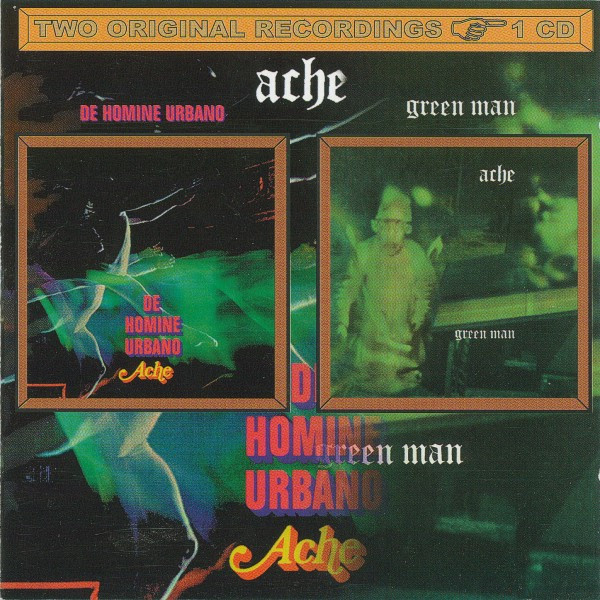 TWO ORIGINAL RECORDINGS 1 CD
ache
DE HOMINE URBANO
green man
DE
HOMINE
URBANO
Ache
ache
green man
D
HOMINE
green man
URBANO
Ache